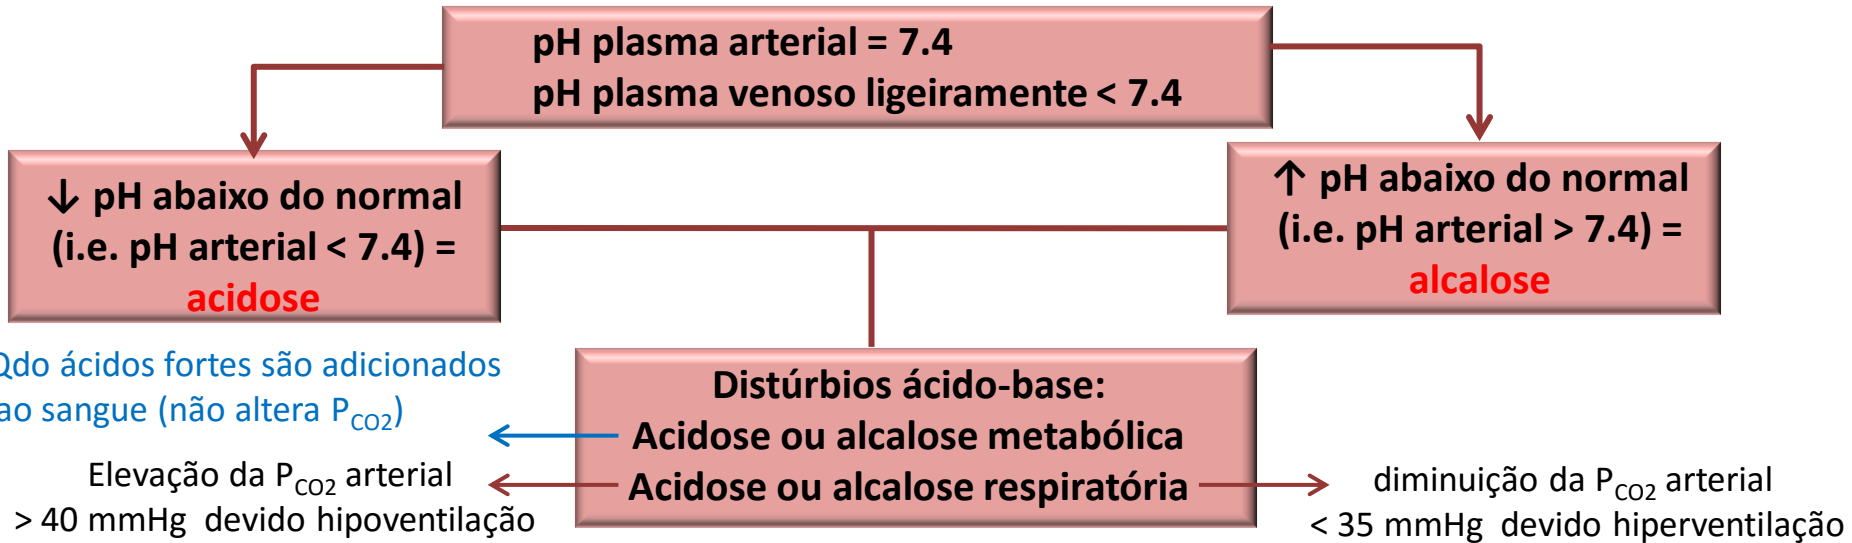 pH plasma arterial = 7.4
pH plasma venoso ligeiramente < 7.4
↓ pH abaixo do normal
(i.e. pH arterial < 7.4) =
acidose
↑ pH abaixo do normal
(i.e. pH arterial > 7.4) =
alcalose
Qdo ácidos fortes são adicionados
ao sangue (não altera P_CO2)
Distúrbios ácido-base:
Acidose ou alcalose metabólica
Acidose ou alcalose respiratória
Elevação da P_CO2 arterial
> 40 mmHg devido hipoventilação
diminuição da P_CO2 arterial
< 35 mmHg devido hiperventilação